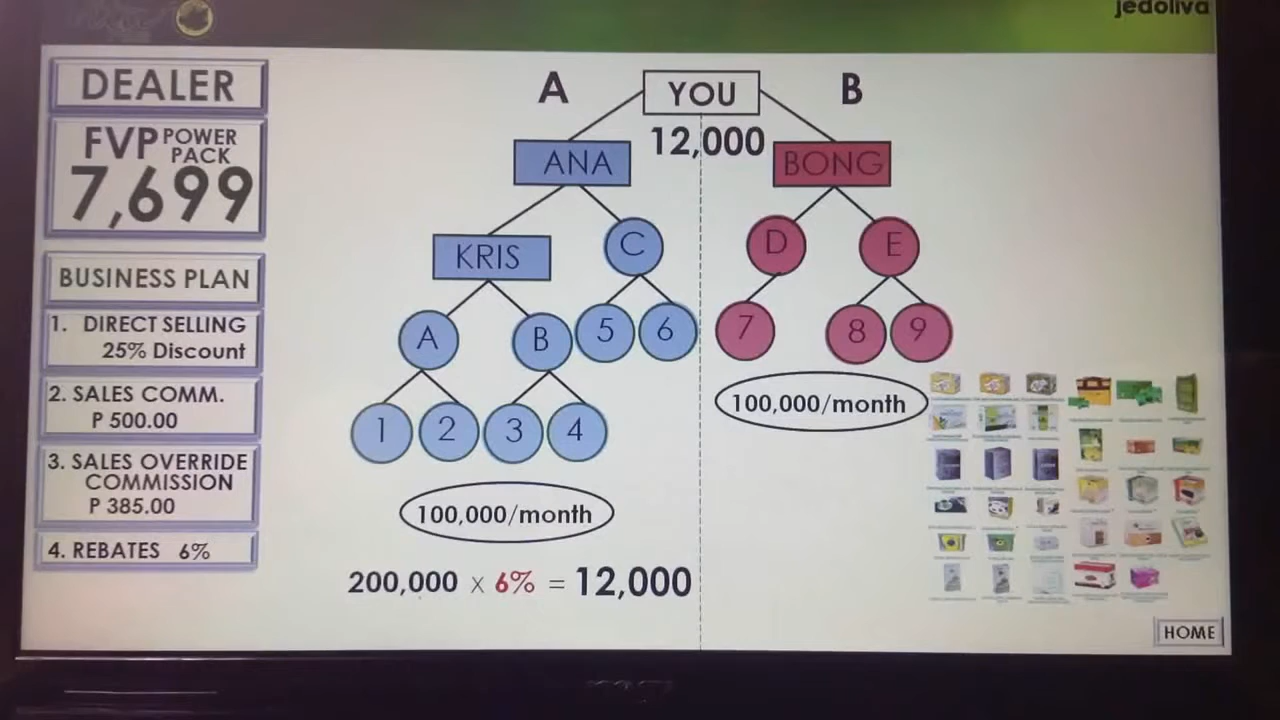 jedoliva
DEALER
FVP POWER
PACK
7,699
BUSINESS PLAN
1. DIRECT SELLING
25% Discount
2. SALES COMM.
P 500.00
3. SALES OVERRIDE
COMMISSION
P 385.00
4. REBATES 6%
A
YOU
B
12,000
ANA
BONG
KRIS
C
D
E
A
B
5
6
7
8
9
1
2
3
4
100,000/month
100,000/month
200,000 x 6% = 12,000
HOME